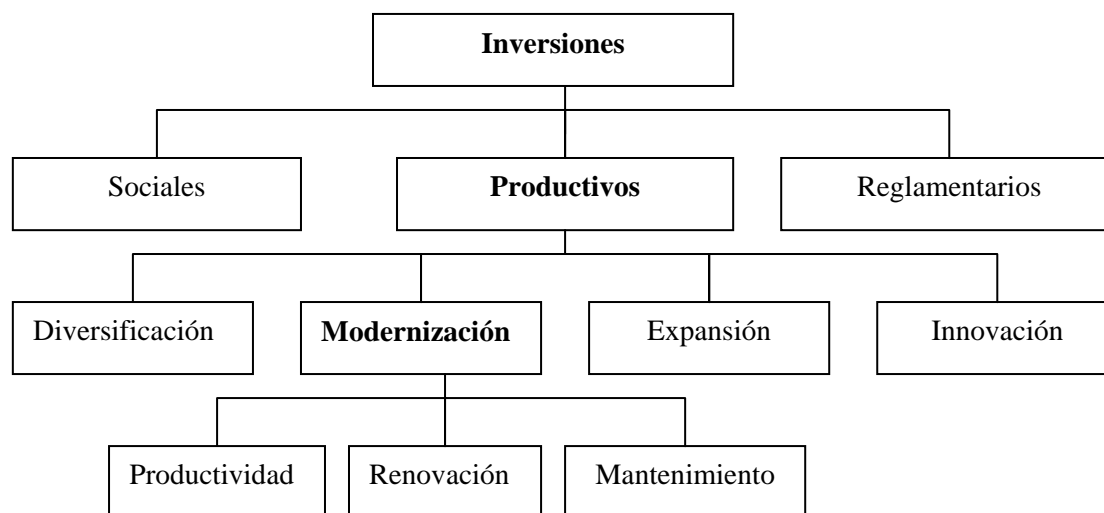 Inversiones
Sociales
Productivos
Reglamentarios
Diversificación
Modernización
Expansión
Innovación
Productividad
Renovación
Mantenimiento